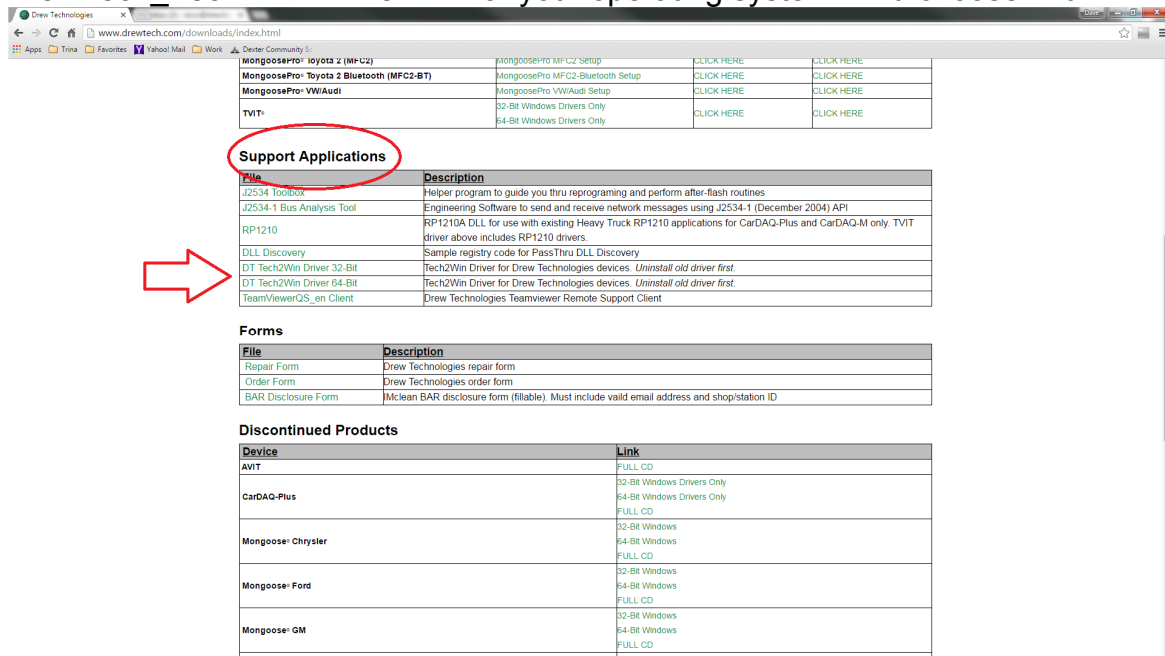 your operating system
Drew Technologies
Dave
www.drewtech.com/downloads/index.html
Apps Trina Favorites Yahoo! Mail Work Dexter Community Sc
MongoosePro® Toyota 2 (MFC2) MongoosePro MFC2 Setup CLICK HERE CLICK HERE
MongoosePro® Toyota 2 Bluetooth (MFC2-BT) MongoosePro MFC2-Bluetooth Setup CLICK HERE CLICK HERE
MongoosePro® VW/Audi MongoosePro VW/Audi Setup CLICK HERE CLICK HERE
TVIT® 32-Bit Windows Drivers Only CLICK HERE CLICK HERE
64-Bit Windows Drivers Only
Support Applications
File Description
J2534 Toolbox Helper program to guide you thru reprograming and perform after-flash routines
J2534-1 Bus Analysis Tool Engineering Software to send and receive network messages using J2534-1 (December 2004) API
RP1210 RP1210A DLL for use with existing Heavy Truck RP1210 applications for CarDAQ-Plus and CarDAQ-M only. TVIT
driver above includes RP1210 drivers.
DLL Discovery Sample registry code for PassThru DLL Discovery
DT Tech2Win Driver 32-Bit Tech2Win Driver for Drew Technologies devices. Uninstall old driver first.
DT Tech2Win Driver 64-Bit Tech2Win Driver for Drew Technologies devices. Uninstall old driver first.
TeamViewerQS_en Client Drew Technologies Teamviewer Remote Support Client
Forms
File Description
Repair Form Drew Technologies repair form
Order Form Drew Technologies order form
BAR Disclosure Form IMclean BAR disclosure form (fillable). Must include vaild email address and shop/station ID
Discontinued Products
Device Link
AVIT FULL CD
CarDAQ-Plus 32-Bit Windows Drivers Only
64-Bit Windows Drivers Only
FULL CD
Mongoose® Chrysler 32-Bit Windows
64-Bit Windows
FULL CD
Mongoose® Ford 32-Bit Windows
64-Bit Windows
FULL CD
Mongoose® GM 32-Bit Windows
64-Bit Windows
FULL CD